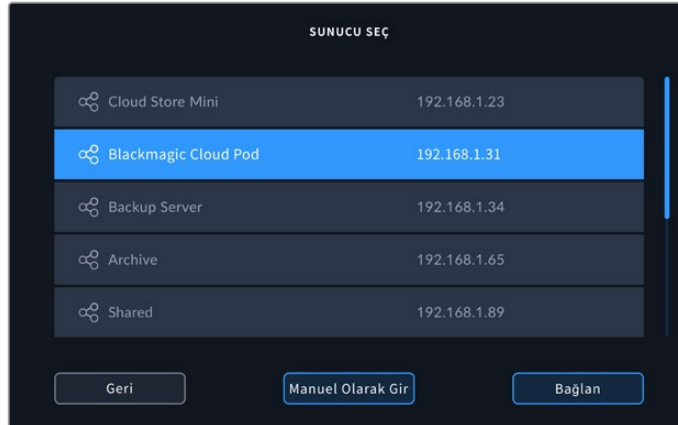 SUNUCU SEÇ
Cloud Store Mini 192.168.1.23
Blackmagic Cloud Pod 192.168.1.31
Backup Server 192.168.1.34
Archive 192.168.1.65
Shared 192.168.1.89
Geri Manuel Olarak Gir Bağlan